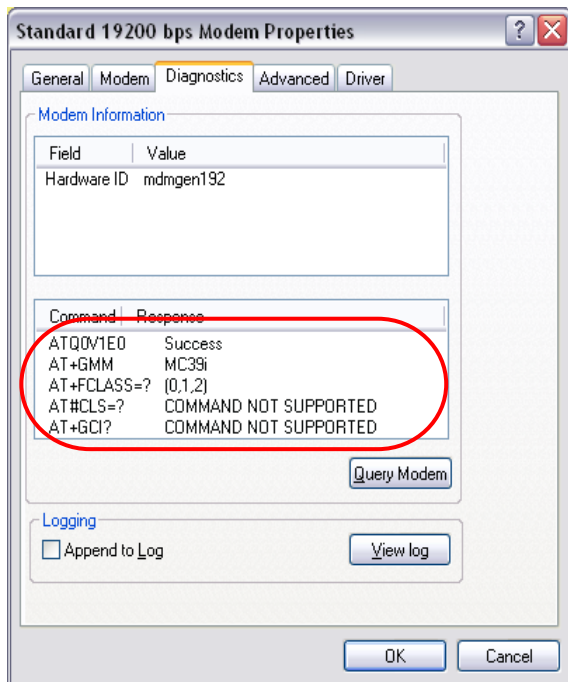 Standard 19200 bps Modem Properties
General Modem Diagnostics Advanced Driver
Modem Information
Field Value
Hardware ID mdmgen192
Command Response
ATQ0V1E0 Success
AT+GMM MC39i
AT+FCLASS=? (0,1,2)
AT#CLS=? COMMAND NOT SUPPORTED
AT+GCI? COMMAND NOT SUPPORTED
Query Modem
Logging
Append to Log
View log
OK Cancel